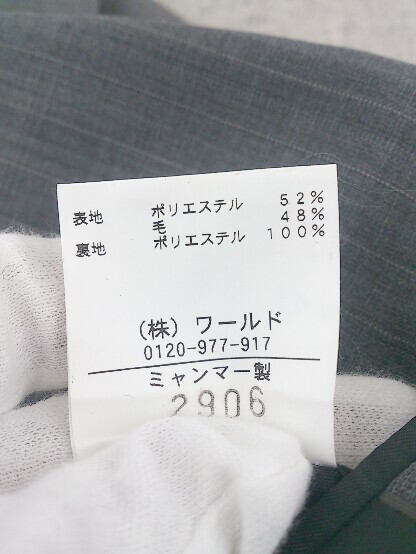 表地 ポリエステル 52%
毛 48%
裏地 ポリエステル 100%
(株) ワールド
0120-977-917
ミャンマー製
2906